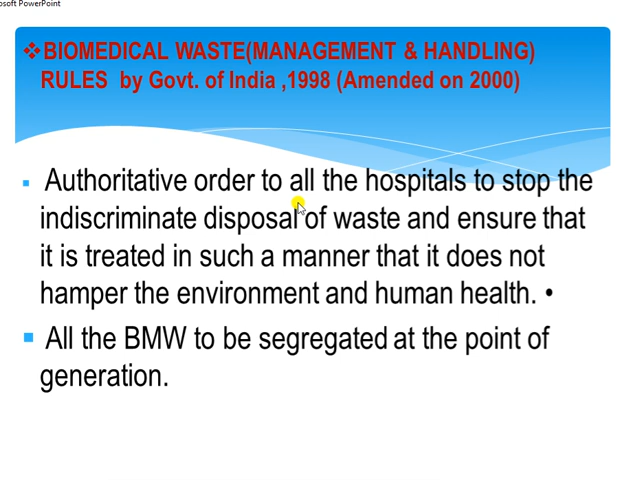 osoft PowerPoint
❖BIOMEDICAL WASTE(MANAGEMENT & HANDLING)
RULES by Govt. of India ,1998 (Amended on 2000)
▪ Authoritative order to all the hospitals to stop the
indiscriminate disposal of waste and ensure that
it is treated in such a manner that it does not
hamper the environment and human health. •
▪ All the BMW to be segregated at the point of
generation.